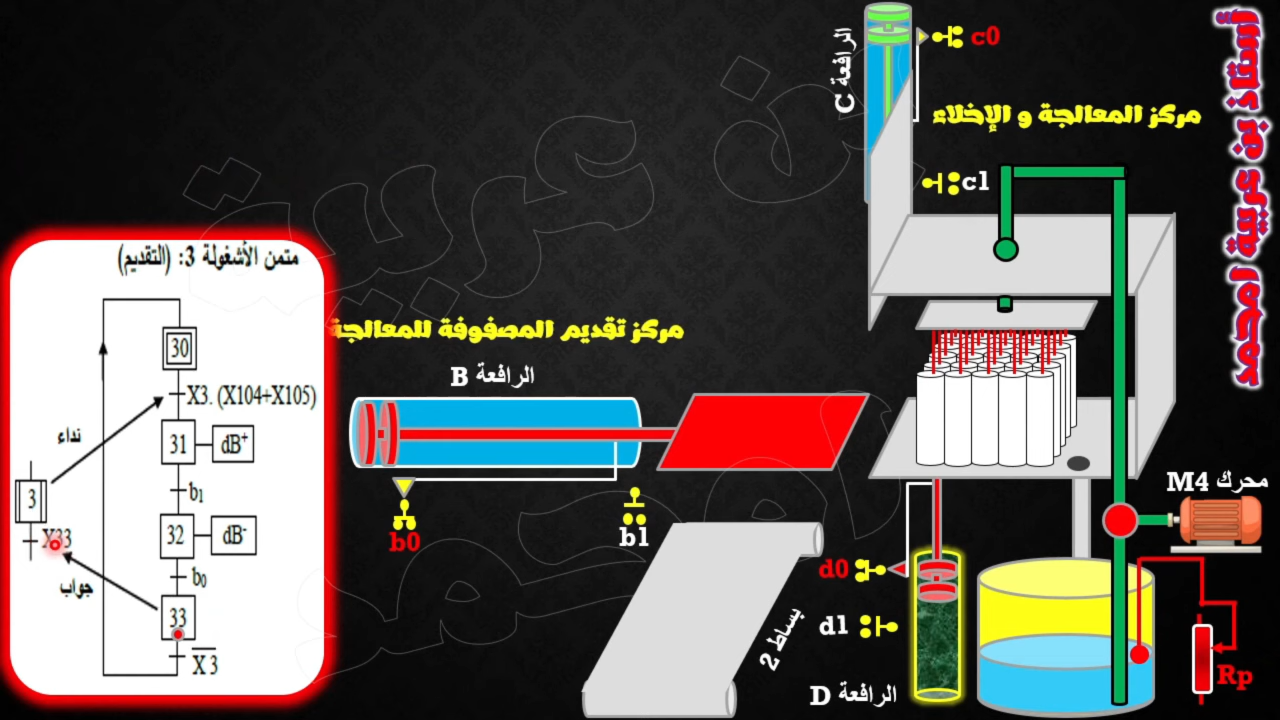 أستاذ بن عريية امحمد
c0
الرافعة C
مركز المعالجة و الإخلاء
c1
متمن الأشغولة 3: (التقديم)
30
X3. (X104+X105)
نداء
31
dB+
3
b1
X33
32
dB-
b0
جواب
33
X3
مركز تقديم المصفوفة للمعالجة
الرافعة B
b0
b1
محرك M4
d0
d1
بساط 2
الرافعة D
Rp